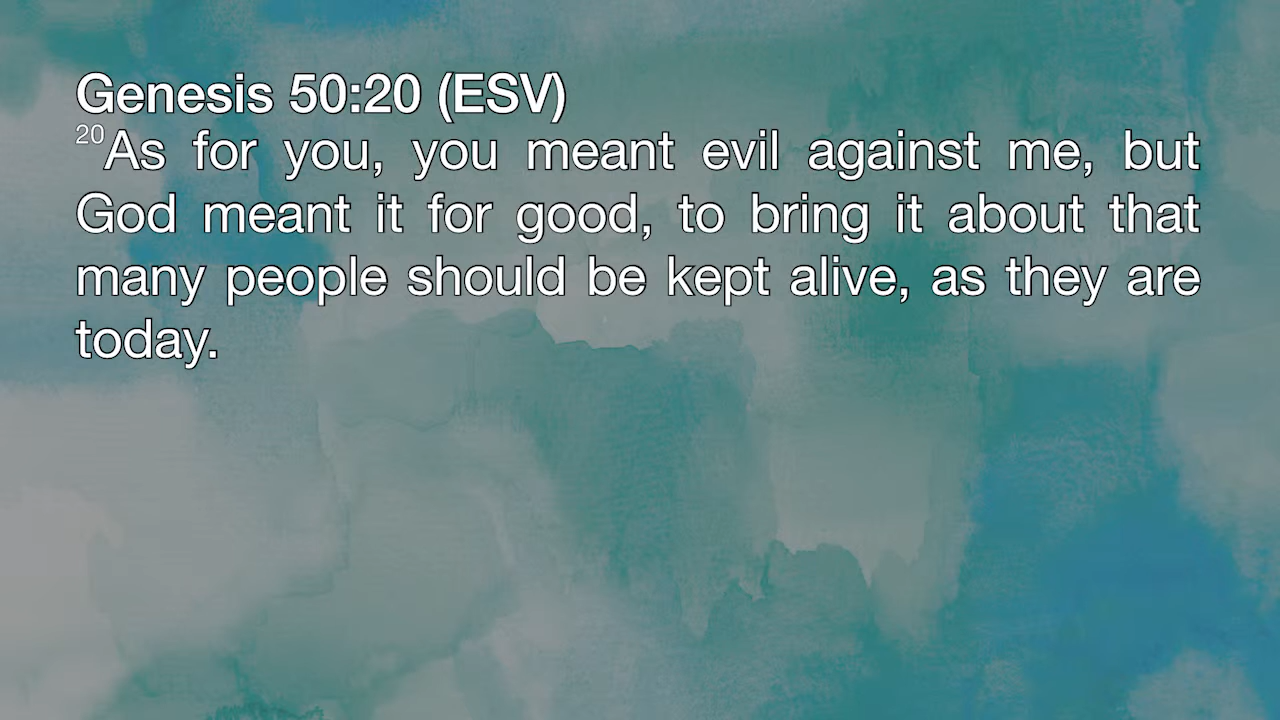 Genesis 50:20 (ESV)
20As for you, you meant evil against me, but
God meant it for good, to bring it about that
many people should be kept alive, as they are
today.